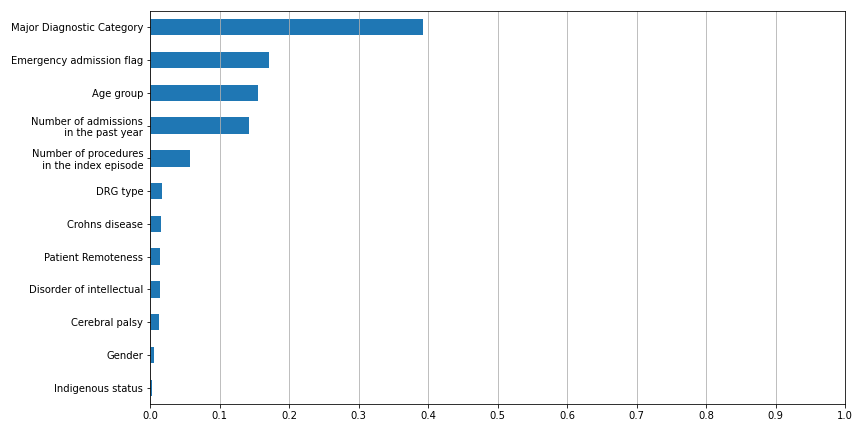 Major Diagnostic Category
Emergency admission flag
Age group
Number of admissions
in the past year
Number of procedures
in the index episode
DRG type
Crohns disease
Patient Remoteness
Disorder of intellectual
Cerebral palsy
Gender
Indigenous status
0.0 0.1 0.2 0.3 0.4 0.5 0.6 0.7 0.8 0.9 1.0